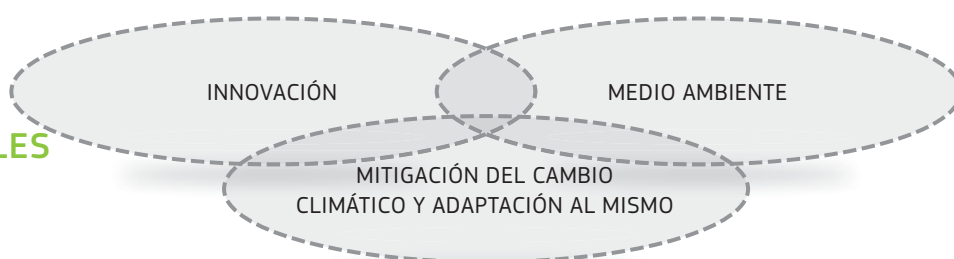 INNOVACIÓN
MEDIO AMBIENTE
LES
MITIGACIÓN DEL CAMBIO
CLIMÁTICO Y ADAPTACIÓN AL MISMO